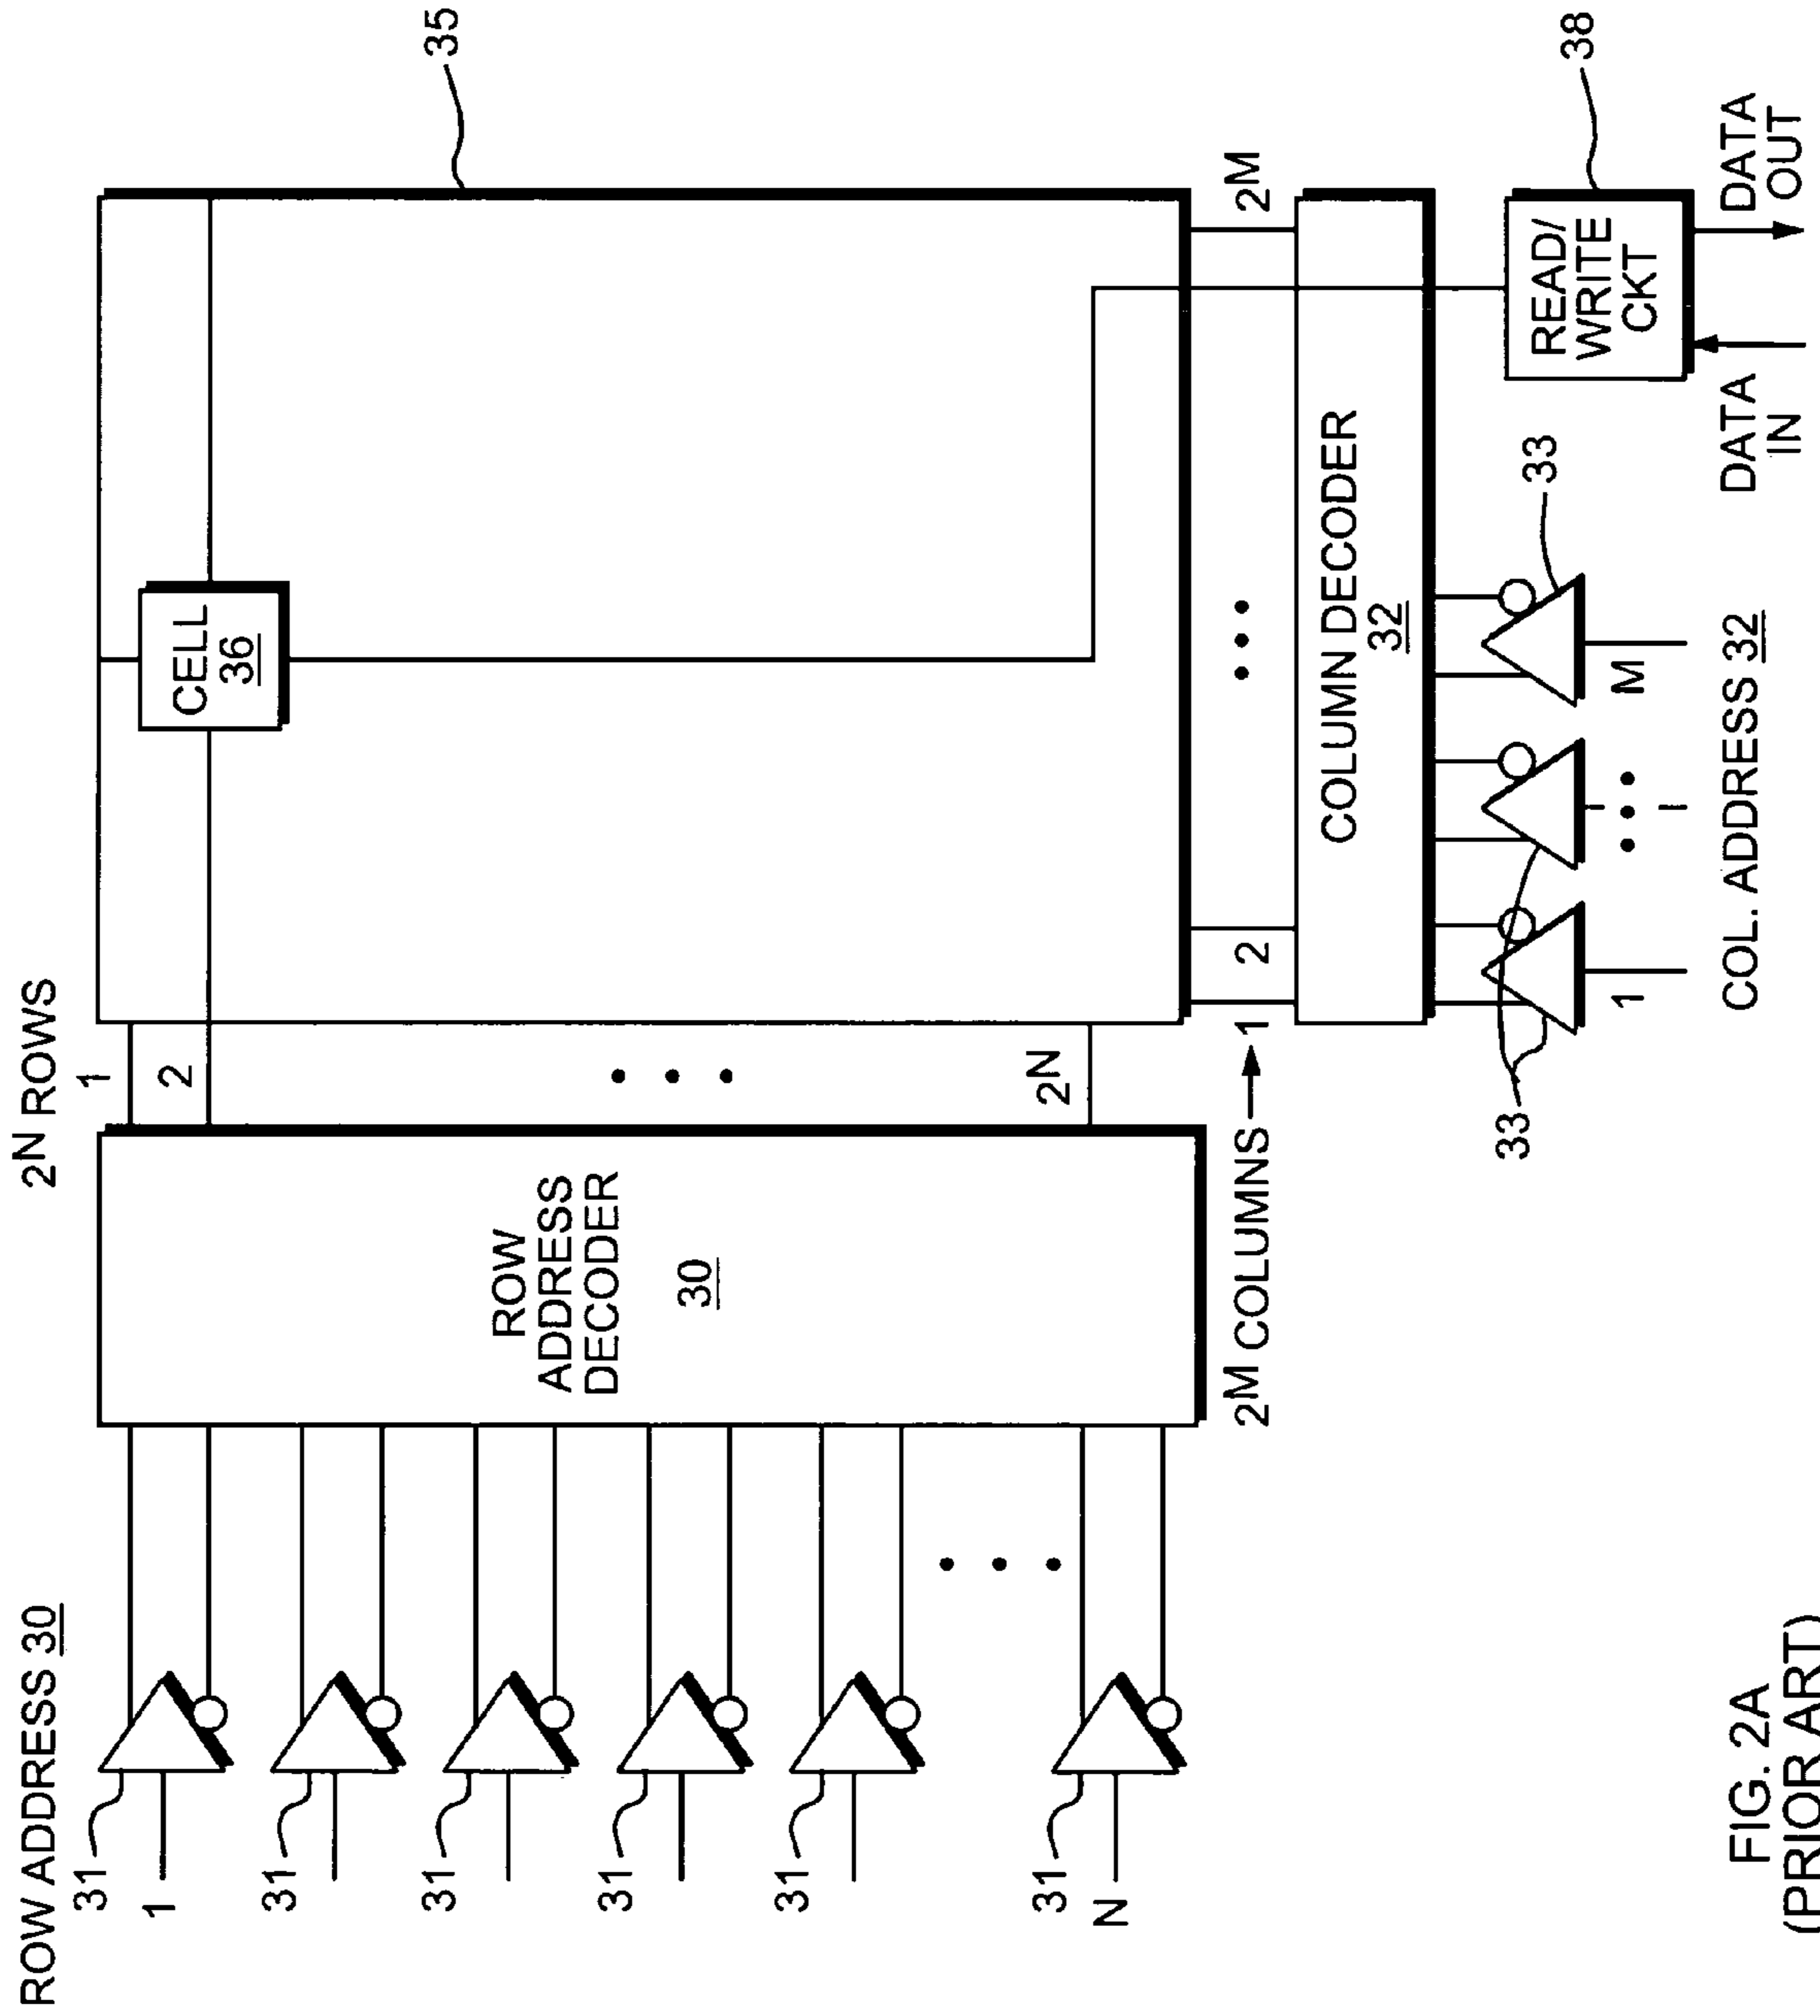 ROW ADDRESS 30
2N ROWS
31
1
31
31
31
31
31
N
1
2
2N
ROW
ADDRESS
DECODER
30
CELL
36
35
2M COLUMNS
1
2
2M
COLUMN DECODER
32
33
33
1
M
COL. ADDRESS 32
READ/
WRITE
CKT
38
DATA
IN
DATA
OUT
FIG. 2A
(PRIOR ART)